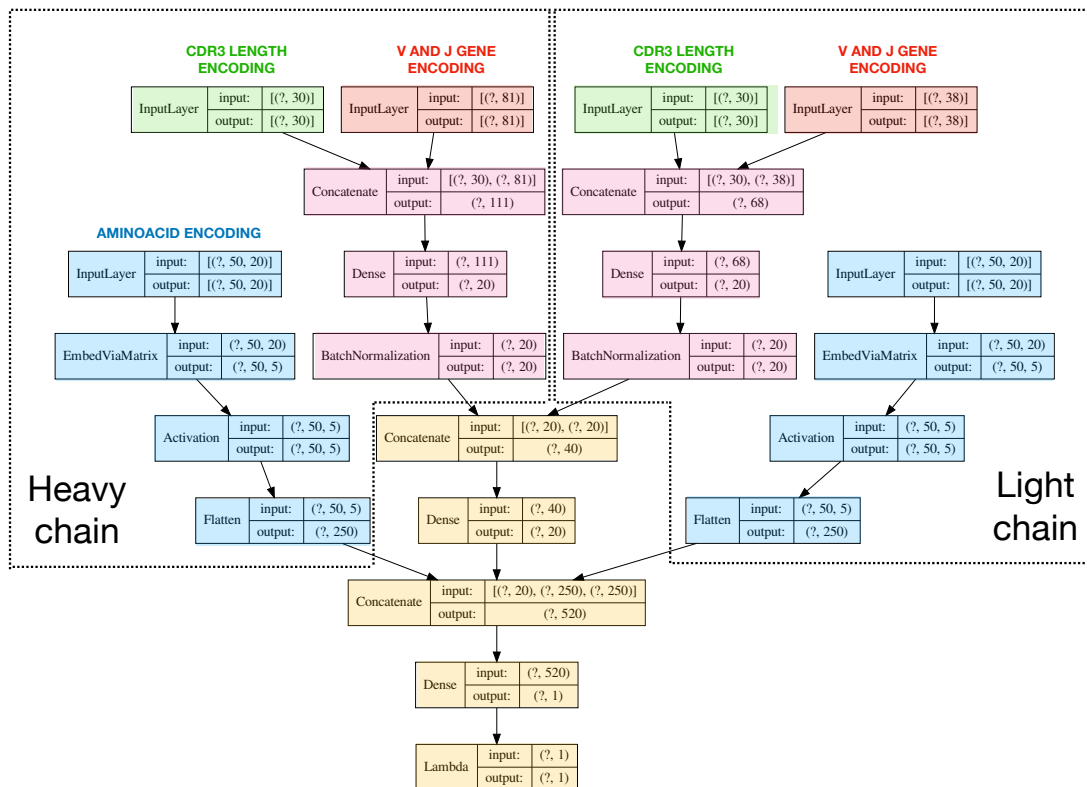 CDR3 LENGTH
ENCODING
V AND J GENE
ENCODING
CDR3 LENGTH
ENCODING
V AND J GENE
ENCODING
InputLayer input: [(?, 30)]
output: [(?, 30)]
InputLayer input: [(?, 81)]
output: [(?, 81)]
InputLayer input: [(?, 30)]
output: [(?, 30)]
InputLayer input: [(?, 38)]
output: [(?, 38)]
Concatenate input: [(?, 30), (?, 81)]
output: (?, 111)
Concatenate input: [(?, 30), (?, 38)]
output: (?, 68)
AMINOACID ENCODING
InputLayer input: [(?, 50, 20)]
output: [(?, 50, 20)]
Dense input: (?, 111)
output: (?, 20)
Dense input: (?, 68)
output: (?, 20)
InputLayer input: [(?, 50, 20)]
output: [(?, 50, 20)]
EmbedViaMatrix input: (?, 50, 20)
output: (?, 50, 5)
BatchNormalization input: (?, 20)
output: (?, 20)
BatchNormalization input: (?, 20)
output: (?, 20)
EmbedViaMatrix input: (?, 50, 20)
output: (?, 50, 5)
Activation input: (?, 50, 5)
output: (?, 50, 5)
Concatenate input: [(?, 20), (?, 20)]
output: (?, 40)
Activation input: (?, 50, 5)
output: (?, 50, 5)
Heavy
chain
Flatten input: (?, 50, 5)
output: (?, 250)
Dense input: (?, 40)
output: (?, 20)
Flatten input: (?, 50, 5)
output: (?, 250)
Light
chain
Concatenate input: [(?, 20), (?, 250), (?, 250)]
output: (?, 520)
Dense input: (?, 520)
output: (?, 1)
Lambda input: (?, 1)
output: (?, 1)